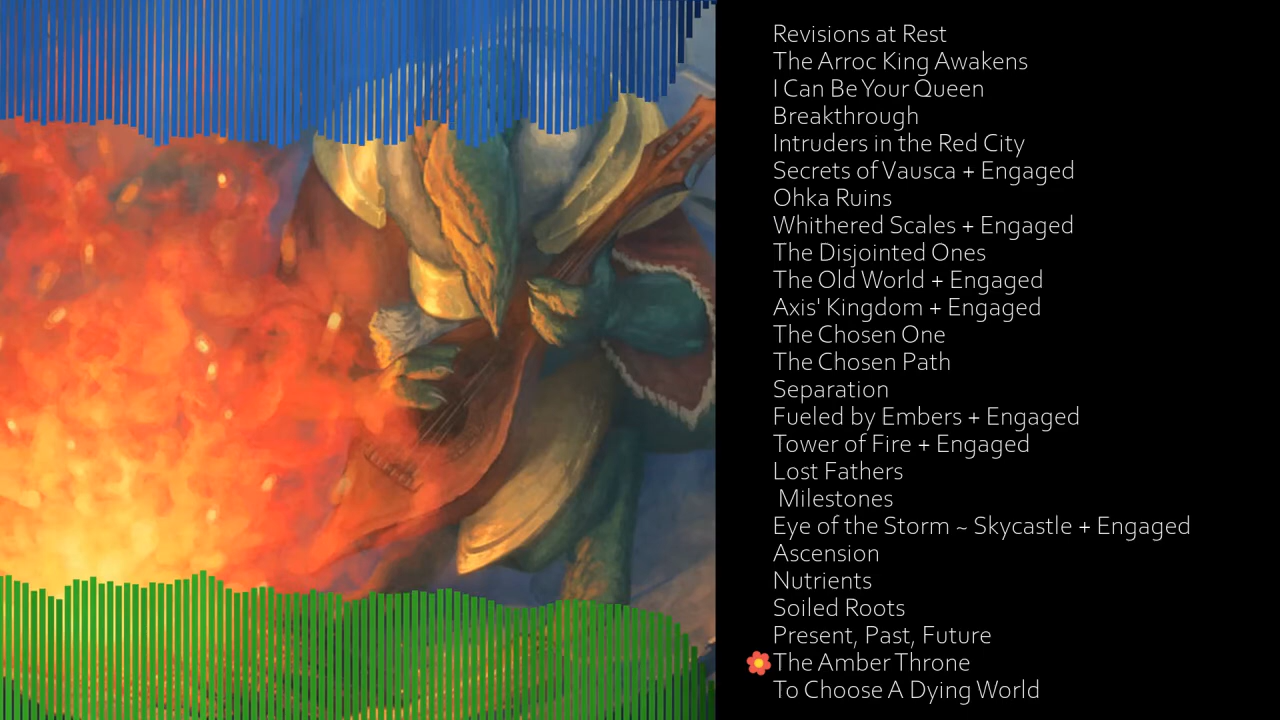 Revisions at Rest
The Arroc King Awakens
I Can Be Your Queen
Breakthrough
Intruders in the Red City
Secrets of Vausca + Engaged
Ohka Ruins
Whithered Scales + Engaged
The Disjointed Ones
The Old World + Engaged
Axis' Kingdom + Engaged
The Chosen One
The Chosen Path
Separation
Fueled by Embers + Engaged
Tower of Fire + Engaged
Lost Fathers
Milestones
Eye of the Storm ~ Skycastle + Engaged
Ascension
Nutrients
Soiled Roots
Present, Past, Future
The Amber Throne
To Choose A Dying World